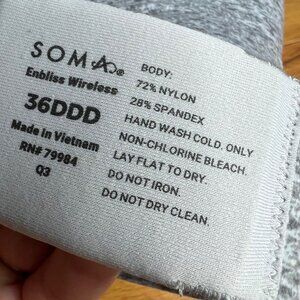 SOMA®
Enbliss Wireless
36DDD
Made in Vietnam
RN# 79984
Q3
BODY:
72% NYLON
28% SPANDEX
HAND WASH COLD. ONLY
NON-CHLORINE BLEACH.
LAY FLAT TO DRY.
DO NOT IRON.
DO NOT DRY CLEAN.